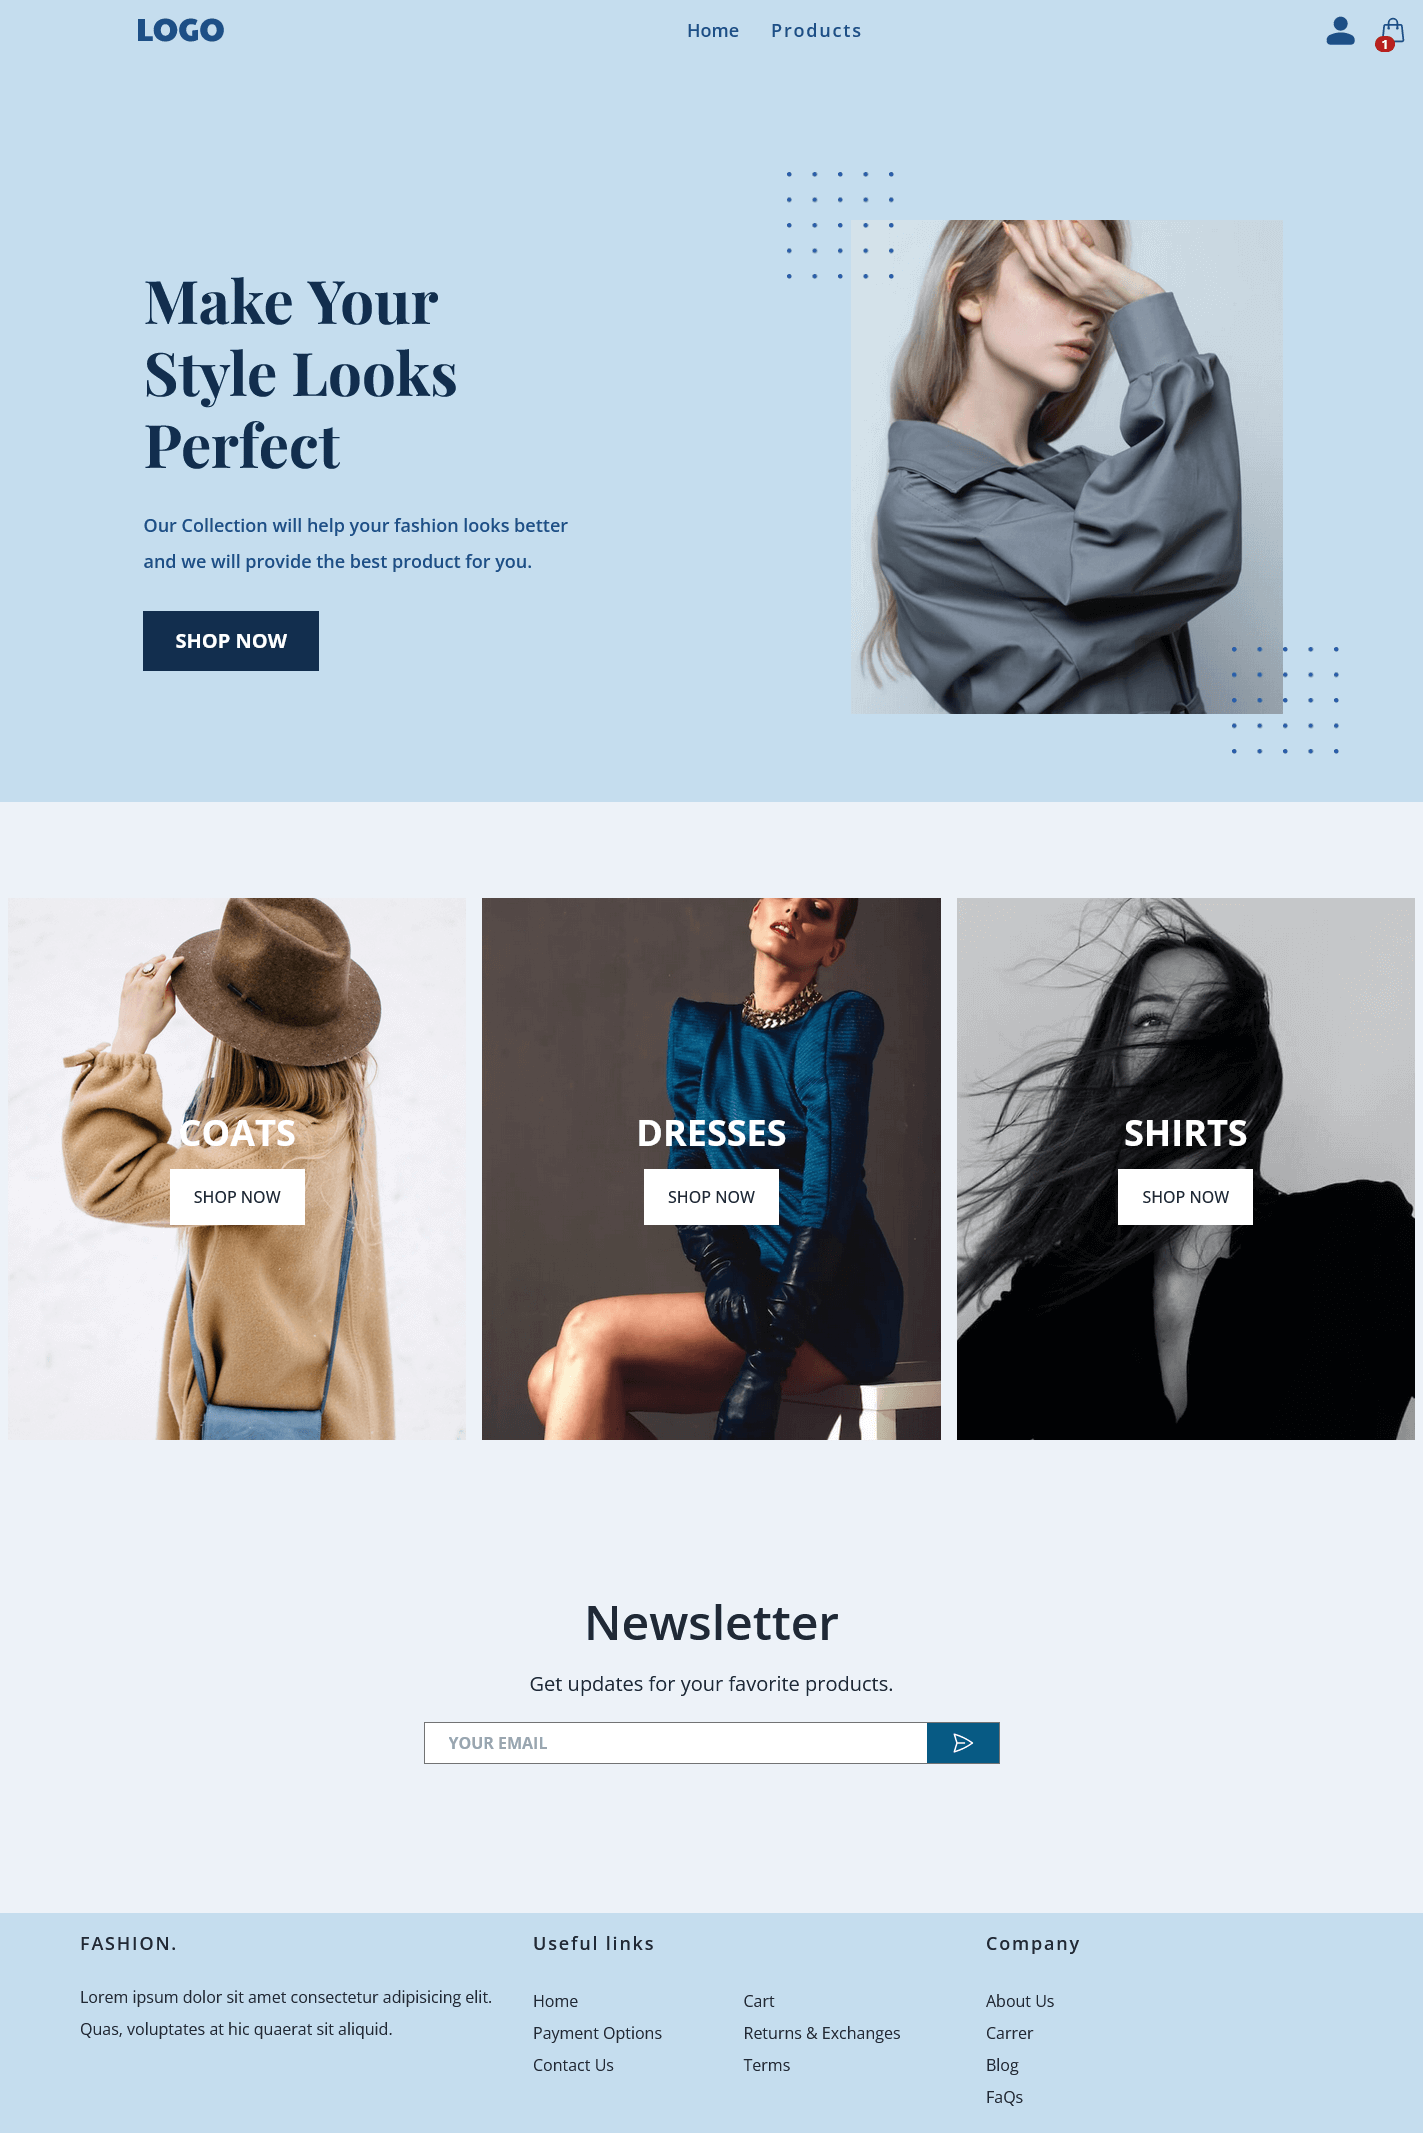 LOGO
Home Products
1
Make Your
Style Looks
Perfect
Our Collection will help your fashion looks better
and we will provide the best product for you.
SHOP NOW
COATS
SHOP NOW
DRESSES
SHOP NOW
SHIRTS
SHOP NOW
Newsletter
Get updates for your favorite products.
YOUR EMAIL
FASHION.
Lorem ipsum dolor sit amet consectetur adipisicing elit.
Quas, voluptates at hic quaerat sit aliquid.
Useful links
Home
Payment Options
Contact Us
Cart
Returns & Exchanges
Terms
Company
About Us
Carrer
Blog
FaQs